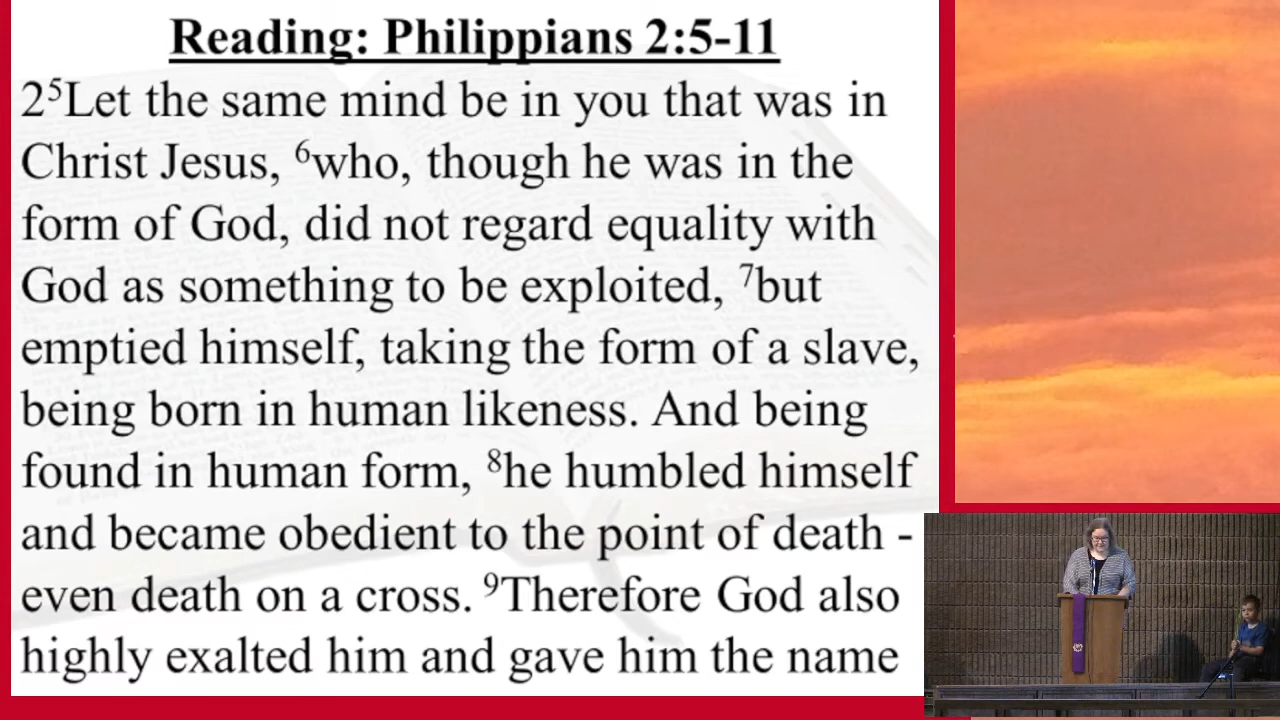 Reading: Philippians 2:5-11
2⁵Let the same mind be in you that was in
Christ Jesus, ⁶who, though he was in the
form of God, did not regard equality with
God as something to be exploited, ⁷but
emptied himself, taking the form of a slave,
being born in human likeness. And being
found in human form, ⁸he humbled himself
and became obedient to the point of death -
even death on a cross. ⁹Therefore God also
highly exalted him and gave him the name